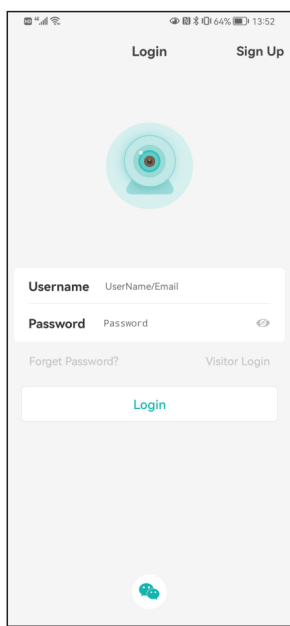 64% 13:52
Login Sign Up
Username UserName/Email
Password Password
Forget Password? Visitor Login
Login